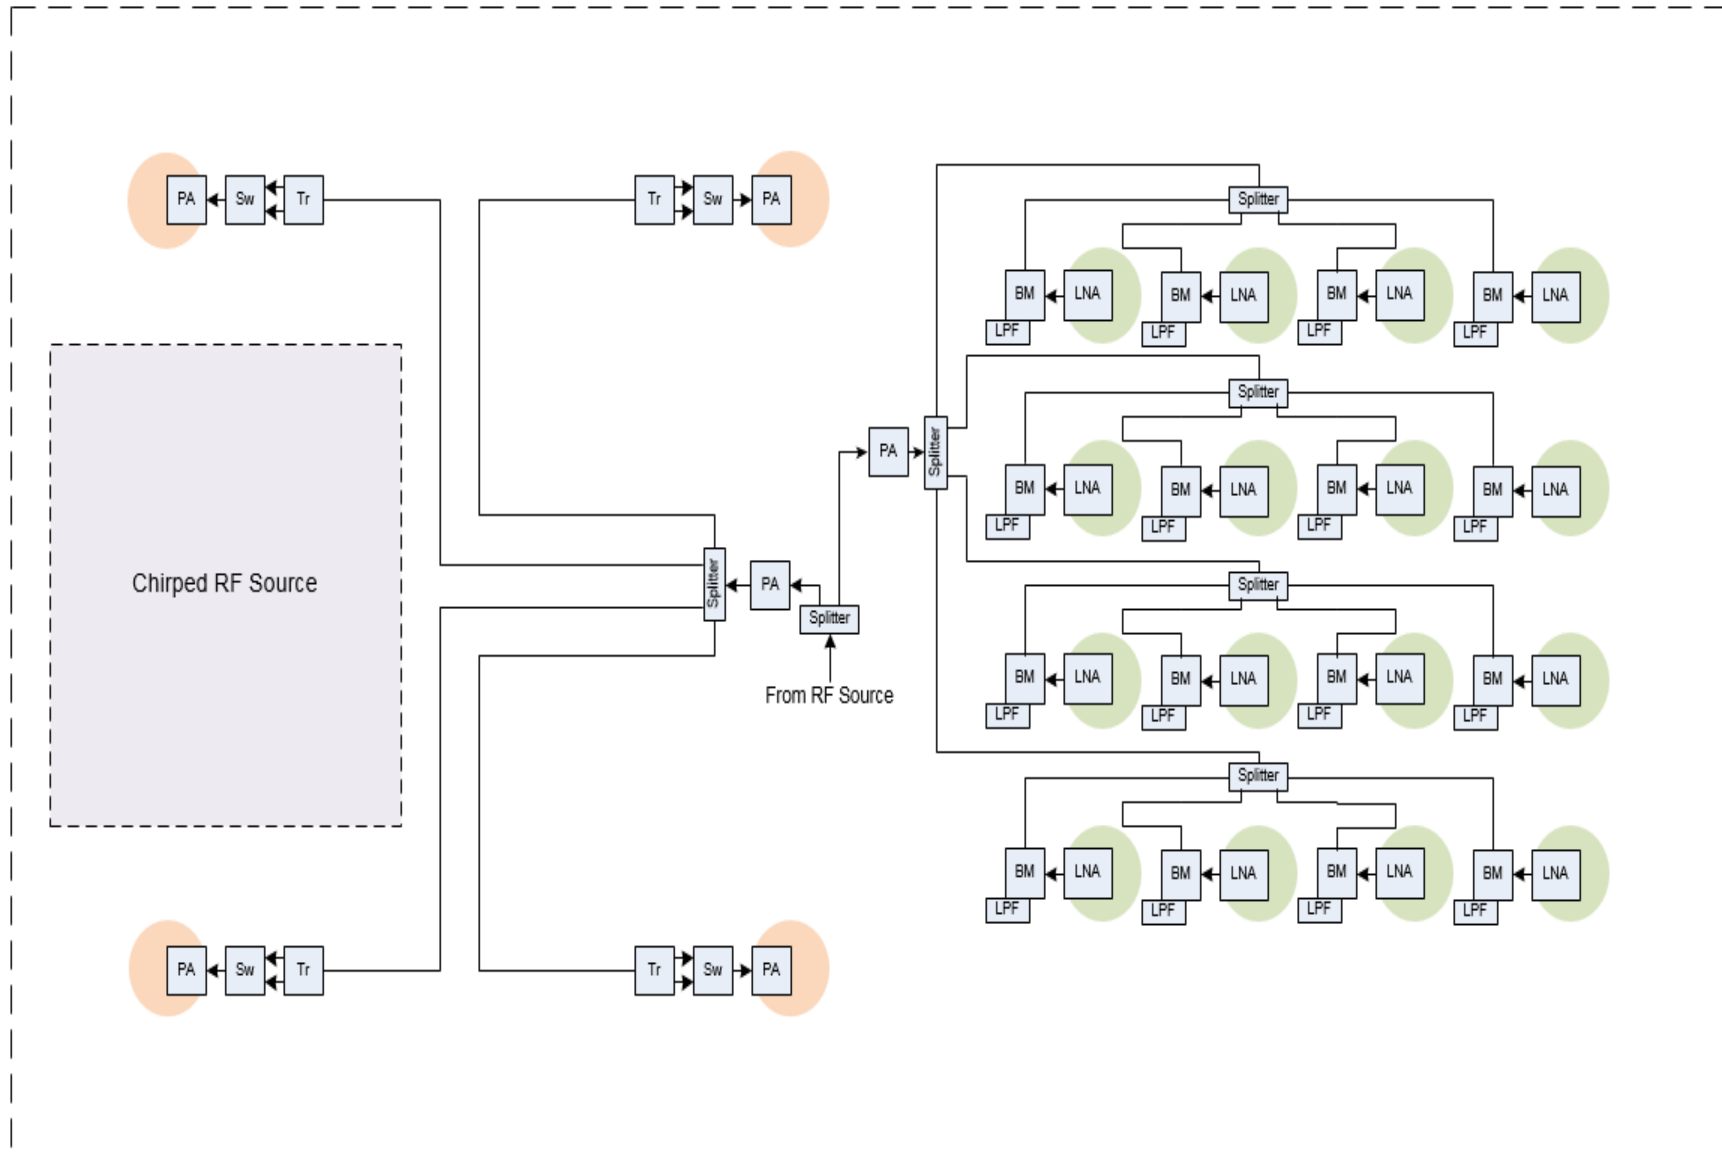 PA Sw Tr
Tr Sw PA
Splitter
BM LNA BM LNA BM LNA BM LNA
LPF LPF LPF LPF
Splitter
PA Splitter
BM LNA BM LNA BM LNA BM LNA
LPF LPF LPF LPF
Chirped RF Source
Splitter PA
Splitter
From RF Source
Splitter
BM LNA BM LNA BM LNA BM LNA
LPF LPF LPF LPF
Splitter
BM LNA BM LNA BM LNA BM LNA
LPF LPF LPF LPF
PA Sw Tr
Tr Sw PA